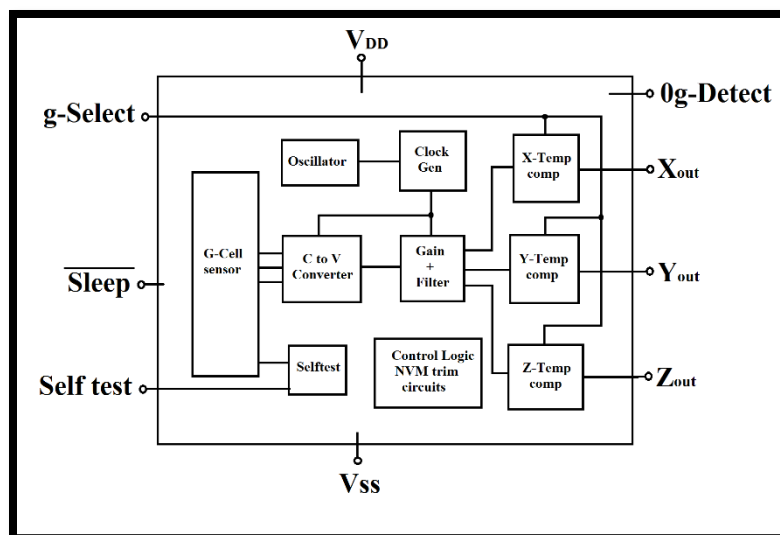 VDD
0g-Detect
g-Select
Oscillator
Clock
Gen
X-Temp
comp
Xout
G-Cell
sensor
C to V
Converter
Gain
+
Filter
Y-Temp
comp
Yout
Sleep
Self test
Selftest
Control Logic
NVM trim
circuits
Z-Temp
comp
Zout
Vss